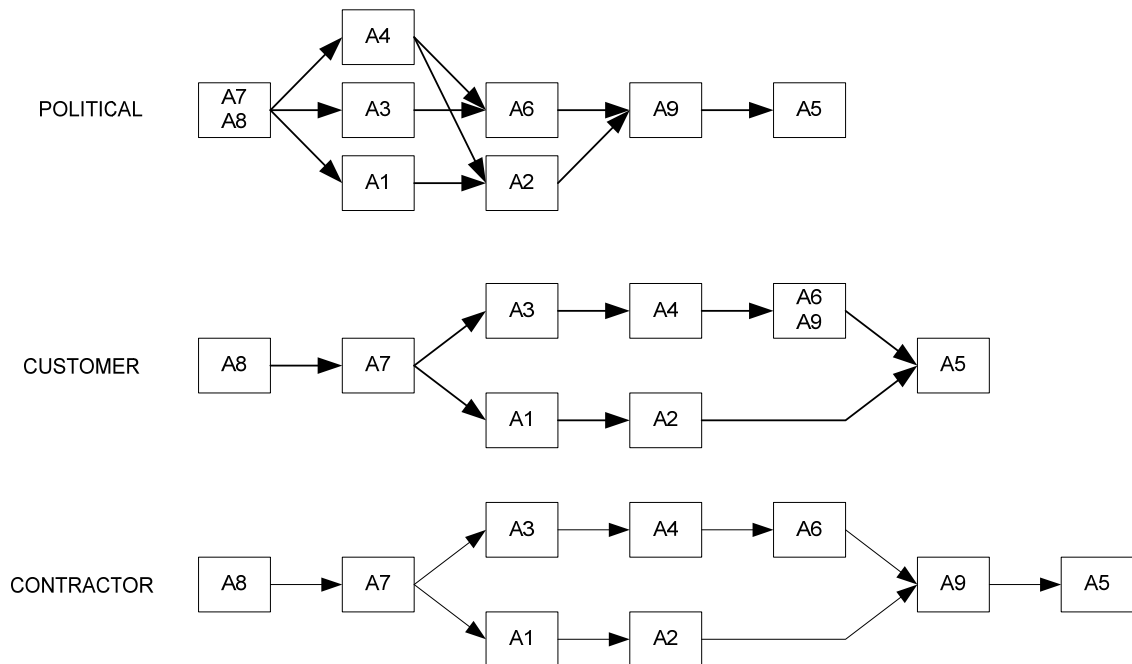 A4
POLITICAL
A7
A8
A3
A6
A9
A5
A1
A2
A3
A4
A6
A9
CUSTOMER
A8
A7
A5
A1
A2
A3
A4
A6
CONTRACTOR
A8
A7
A9
A5
A1
A2